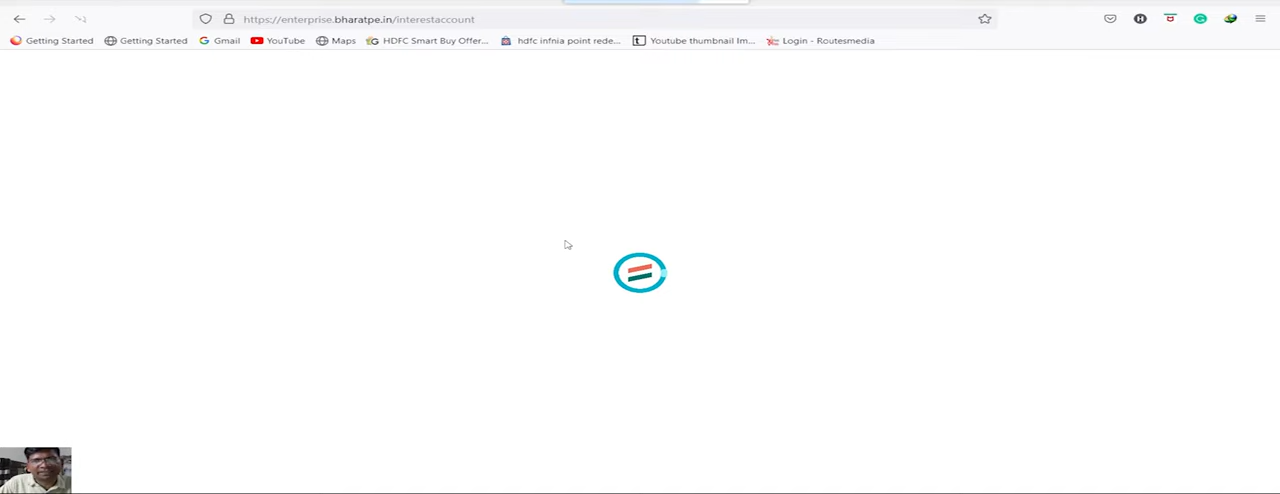 https://enterprise.bharatpe.in/interestaccount
Getting Started Getting Started Gmail YouTube Maps HDFC Smart Buy Offer... hdfc infnia point rede... Youtube thumbnail Im... Login - Routesmedia